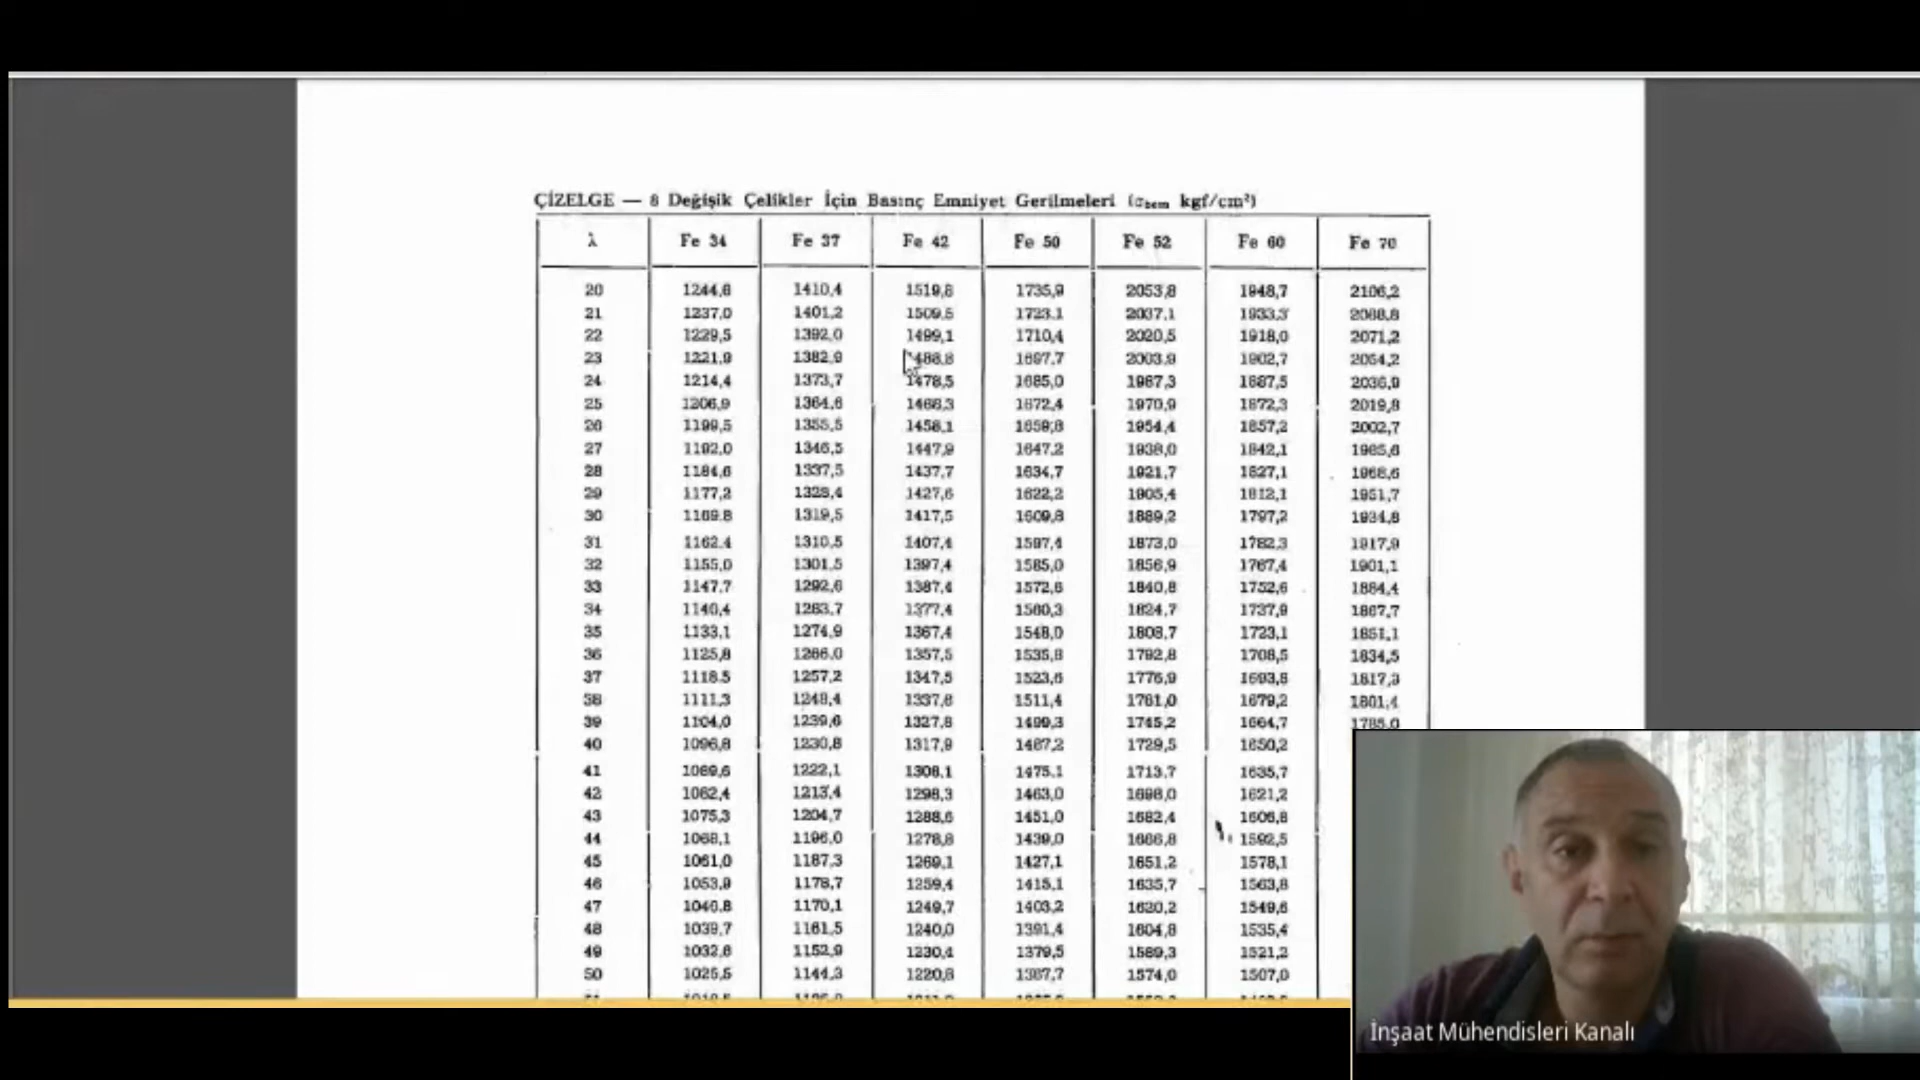 ÇİZELGE — 8 Değişik Çelikler İçin Basınç Emniyet Gerilmeleri (σbem kgf/cm²)
λ Fe 34 Fe 37 Fe 42 Fe 50 Fe 52 Fe 60 Fe 70
20 1244,6 1410,4 1519,8 1735,9 2053,8 1948,7 2106,2
21 1237,0 1401,2 1509,5 1723,1 2037,1 1933,3 2088,8
22 1229,5 1392,0 1499,1 1710,4 2020,5 1918,0 2071,2
23 1221,9 1382,9 488,8 1697,7 2003,9 1902,7 2054,2
24 1214,4 1373,7 1478,5 1685,0 1987,3 1887,5 2036,9
25 1206,9 1364,6 1468,3 1672,4 1970,9 1872,3 2019,8
26 1199,5 1355,5 1458,1 1659,8 1954,4 1857,2 2002,7
27 1192,0 1346,5 1447,9 1647,2 1938,0 1842,1 1985,6
28 1184,6 1337,5 1437,7 1634,7 1921,7 1827,1 1968,6
29 1177,2 1328,4 1427,6 1622,2 1905,4 1812,1 1951,7
30 1169,8 1319,5 1417,5 1609,8 1889,2 1797,2 1934,8
31 1162,4 1310,5 1407,4 1597,4 1873,0 1782,3 1917,9
32 1155,0 1301,5 1397,4 1585,0 1856,9 1767,4 1901,1
33 1147,7 1292,6 1387,4 1572,6 1840,8 1752,6 1884,4
34 1140,4 1283,7 1377,4 1560,3 1824,7 1737,9 1867,7
35 1133,1 1274,9 1367,4 1548,0 1808,7 1723,1 1851,1
36 1125,8 1266,0 1357,5 1535,8 1792,8 1708,5 1834,5
37 1118,5 1257,2 1347,5 1523,6 1776,9 1693,8 1817,3
38 1111,3 1248,4 1337,6 1511,4 1761,0 1679,2 1801,4
39 1104,0 1239,6 1327,8 1499,3 1745,2 1664,7 1785,0
40 1096,8 1230,8 1317,9 1487,2 1729,5 1650,2
41 1089,6 1222,1 1308,1 1475,1 1713,7 1635,7
42 1082,4 1213,4 1298,3 1463,0 1698,0 1621,2
43 1075,3 1204,7 1288,6 1451,0 1682,4 1606,8
44 1068,1 1196,0 1278,8 1439,0 1666,8 1592,5
45 1061,0 1187,3 1269,1 1427,1 1651,2 1578,1
46 1053,9 1178,7 1259,4 1415,1 1635,7 1563,8
47 1046,8 1170,1 1249,7 1403,2 1620,2 1549,6
48 1039,7 1161,5 1240,0 1391,4 1604,8 1535,4
49 1032,6 1152,9 1230,4 1379,5 1589,3 1521,2
50 1025,5 1144,3 1220,8 1367,7 1574,0 1507,0
İnşaat Mühendisleri Kanalı